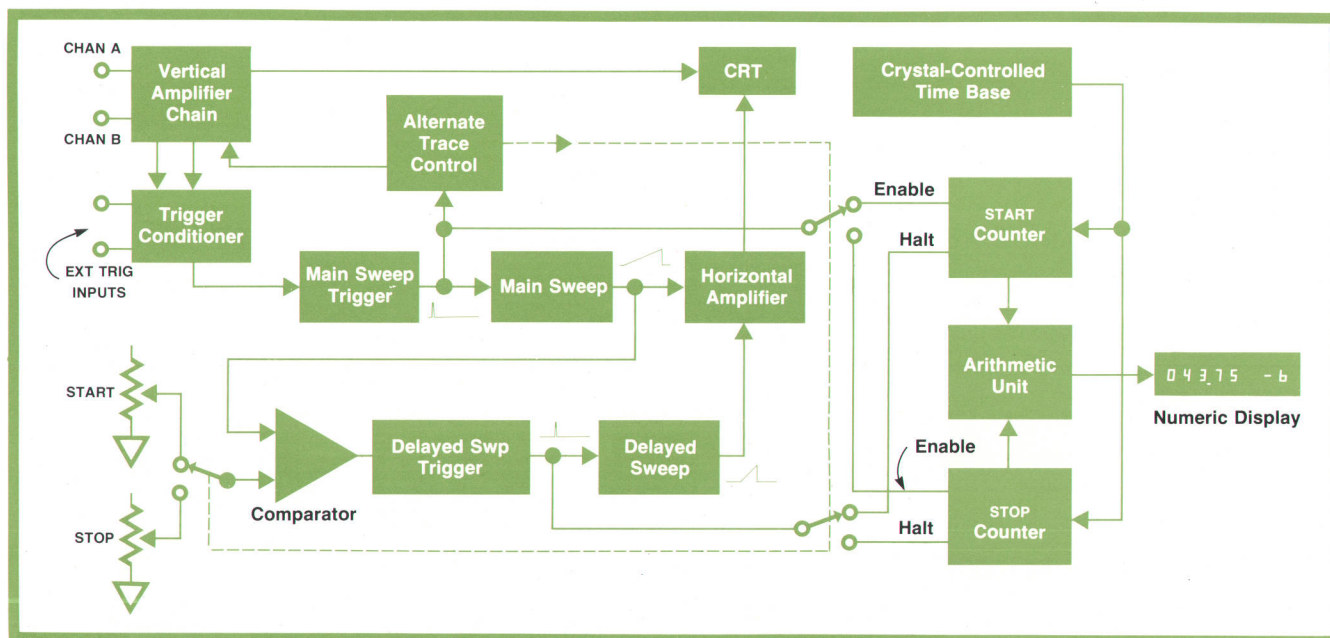 CHAN A
CHAN B
Vertical
Amplifier
Chain
CRT
Crystal-Controlled
Time Base
Alternate
Trace
Control
Trigger
Conditioner
EXT TRIG
INPUTS
Main Sweep
Trigger
Main Sweep
Horizontal
Amplifier
Enable
Halt
START
Counter
Arithmetic
Unit
043.75 -6
Numeric Display
START
STOP
Comparator
Delayed Swp
Trigger
Delayed
Sweep
Enable
Halt
STOP
Counter